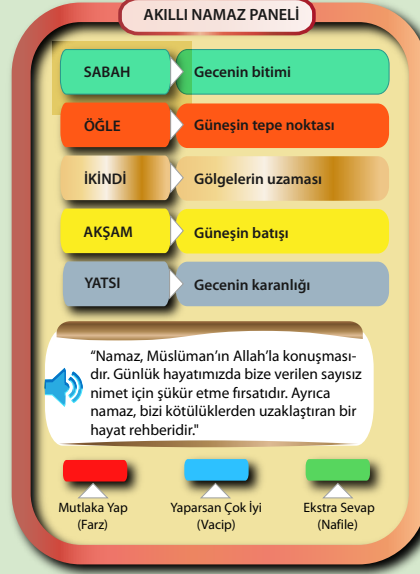 AKILLI NAMAZ PANELİ
SABAH Gecenin bitimi
ÖĞLE Güneşin tepe noktası
İKİNDİ Gölgelerin uzaması
AKŞAM Güneşin batışı
YATSI Gecenin karanlığı
“Namaz, Müslüman’ın Allah’la konuşması-
dır. Günlük hayatımızda bize verilen sayısız
nimet için şükür etme fırsatıdır. Ayrıca
namaz, bizi kötülüklerden uzaklaştıran bir
hayat rehberidir."
Mutlaka Yap Yaparsan Çok İyi Ekstra Sevap
(Farz) (Vacip) (Nafile)